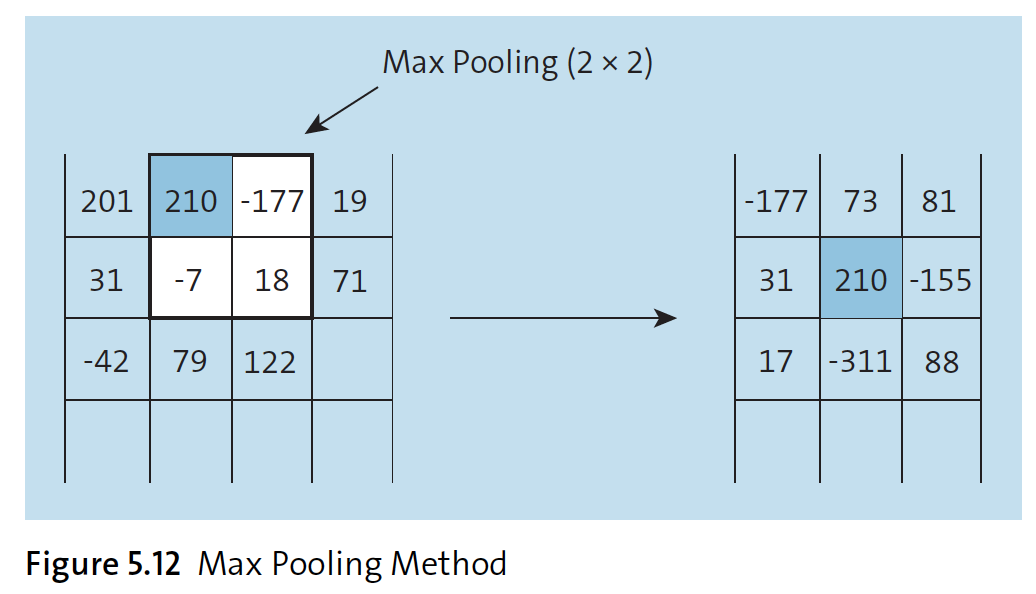 Max Pooling (2 × 2)
201 210 -177 19
31 -7 18 71
-42 79 122
-177 73 81
31 210 -155
17 -311 88
Figure 5.12 Max Pooling Method